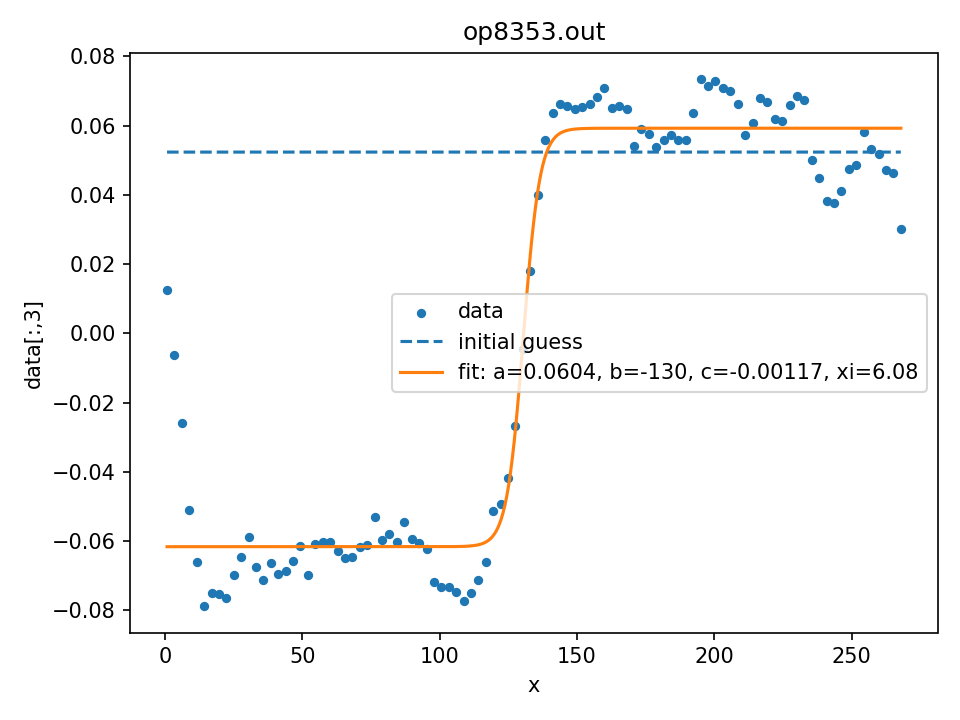 op8353.out
0.08
0.06
0.04
0.02
0.00
−0.02
−0.04
−0.06
−0.08
data[:,3]
data
initial guess
fit: a=0.0604, b=-130, c=-0.00117, xi=6.08
0 50 100 150 200 250
x